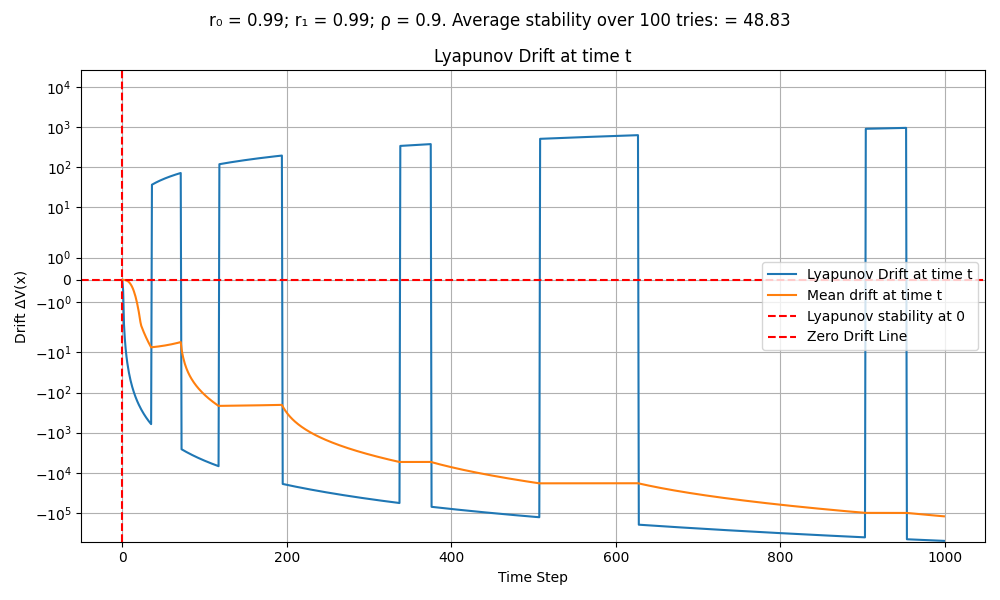 r₀ = 0.99; r₁ = 0.99; ρ = 0.9. Average stability over 100 tries: = 48.83
Lyapunov Drift at time t
Drift ΔV(x)
10⁴
10³
10²
10¹
10⁰
0
−10⁰
−10¹
−10²
−10³
−10⁴
−10⁵
Lyapunov Drift at time t
Mean drift at time t
Lyapunov stability at 0
Zero Drift Line
0 200 400 600 800 1000
Time Step